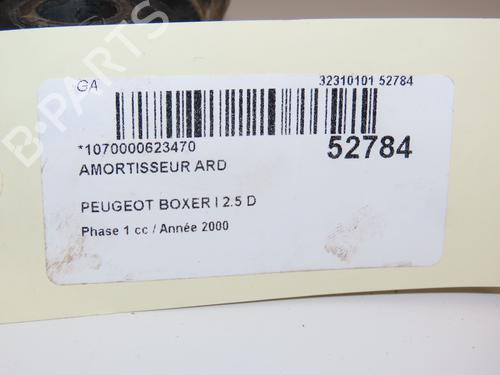 GA
32310101 52784
*1070000623470
52784
AMORTISSEUR ARD
PEUGEOT BOXER I 2.5 D
Phase 1 cc / Année 2000
B-PARTS